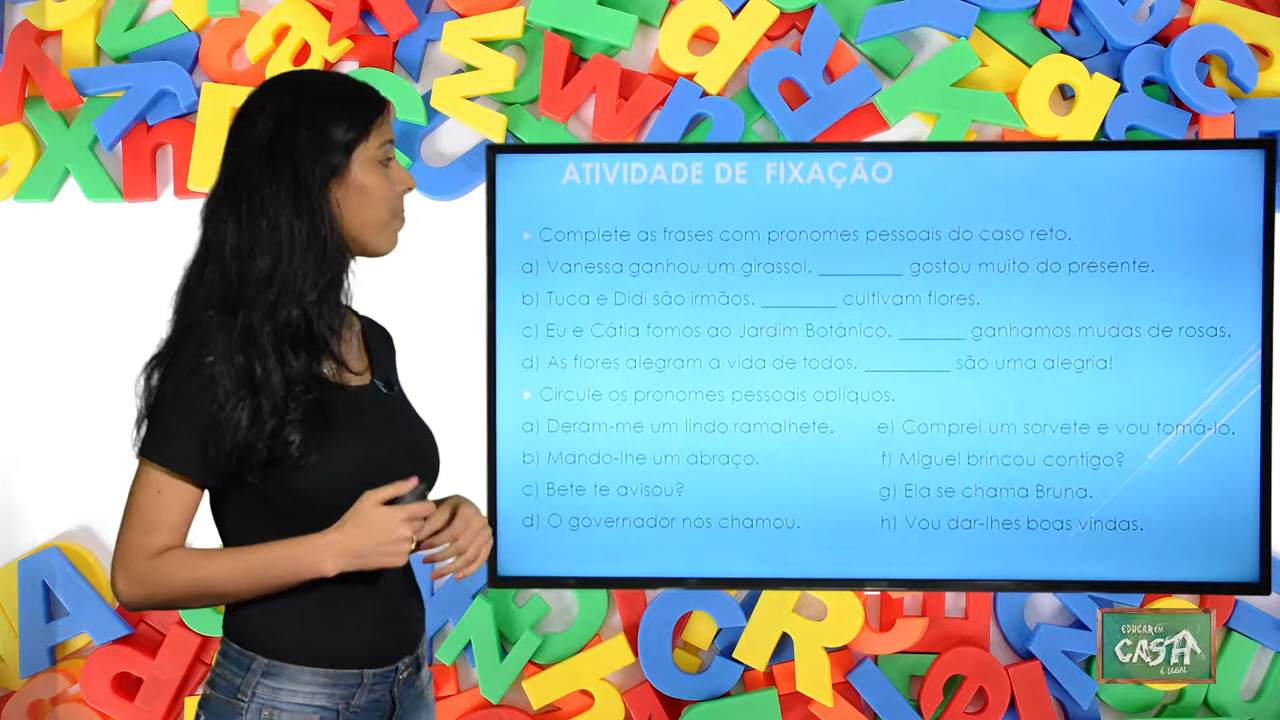 ATIVIDADE DE FIXAÇÃO
Complete as frases com pronomes pessoais do caso reto.
a) Vanessa ganhou um girassol. _________ gostou muito do presente.
b) Tuca e Didi são irmãos. ________ cultivam flores.
c) Eu e Cátia fomos ao Jardim Botânico. _______ ganhamos mudas de rosas.
d) As flores alegram a vida de todos. _________ são uma alegria!
Circule os pronomes pessoais oblíquos.
a) Deram-me um lindo ramalhete.
b) Mando-lhe um abraço.
c) Bete te avisou?
d) O governador nos chamou.
e) Comprei um sorvete e vou tomá-lo.
f) Miguel brincou contigo?
g) Ela se chama Bruna.
h) Vou dar-lhes boas vindas.
EDUCAR EM
CASA
É LEGAL